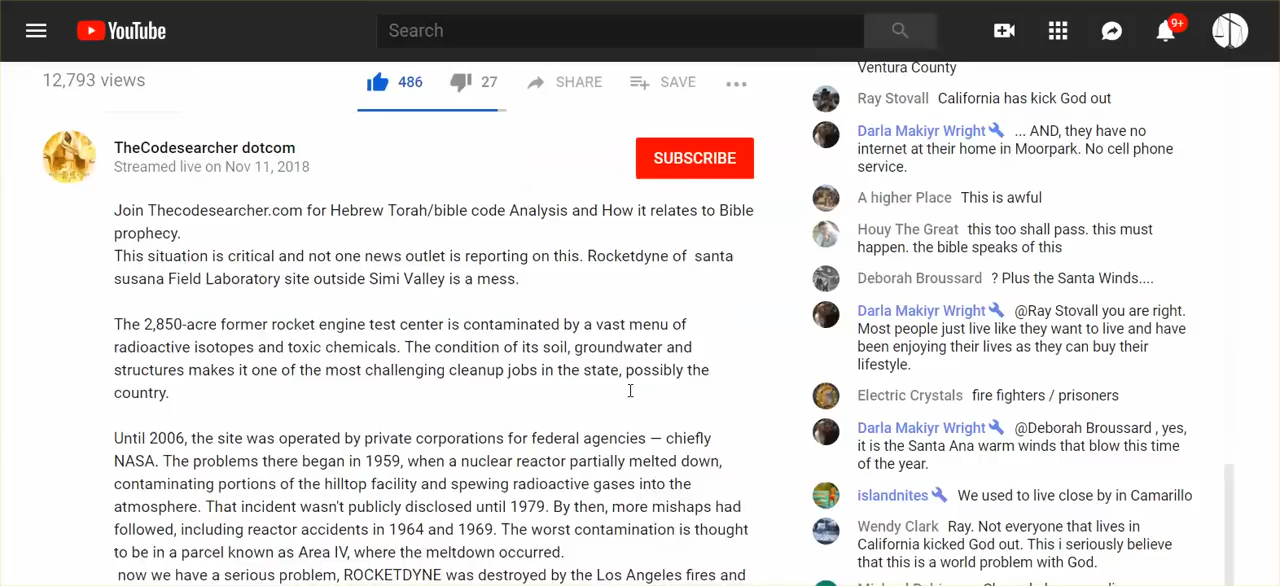 YouTube
Search
9+
12,793 views
486
27
SHARE
SAVE
TheCodesearcher dotcom
Streamed live on Nov 11, 2018
SUBSCRIBE
Join Thecodesearcher.com for Hebrew Torah/bible code Analysis and How it relates to Bible
prophecy.
This situation is critical and not one news outlet is reporting on this. Rocketdyne of santa
susana Field Laboratory site outside Simi Valley is a mess.
The 2,850-acre former rocket engine test center is contaminated by a vast menu of
radioactive isotopes and toxic chemicals. The condition of its soil, groundwater and
structures makes it one of the most challenging cleanup jobs in the state, possibly the
country.
Until 2006, the site was operated by private corporations for federal agencies — chiefly
NASA. The problems there began in 1959, when a nuclear reactor partially melted down,
contaminating portions of the hilltop facility and spewing radioactive gases into the
atmosphere. That incident wasn't publicly disclosed until 1979. By then, more mishaps had
followed, including reactor accidents in 1964 and 1969. The worst contamination is thought
to be in a parcel known as Area IV, where the meltdown occurred.
now we have a serious problem, ROCKETDYNE was destroyed by the Los Angeles fires and
Ventura County
Ray Stovall California has kick God out
Darla Makiyr Wright ... AND, they have no
internet at their home in Moorpark. No cell phone
service.
A higher Place This is awful
Houy The Great this too shall pass. this must
happen. the bible speaks of this
Deborah Broussard ? Plus the Santa Winds....
Darla Makiyr Wright @Ray Stovall you are right.
Most people just live like they want to live and have
been enjoying their lives as they can buy their
lifestyle.
Electric Crystals fire fighters / prisoners
Darla Makiyr Wright @Deborah Broussard , yes,
it is the Santa Ana warm winds that blow this time
of the year.
islandnites We used to live close by in Camarillo
Wendy Clark Ray. Not everyone that lives in
California kicked God out. This i seriously believe
that this is a world problem with God.